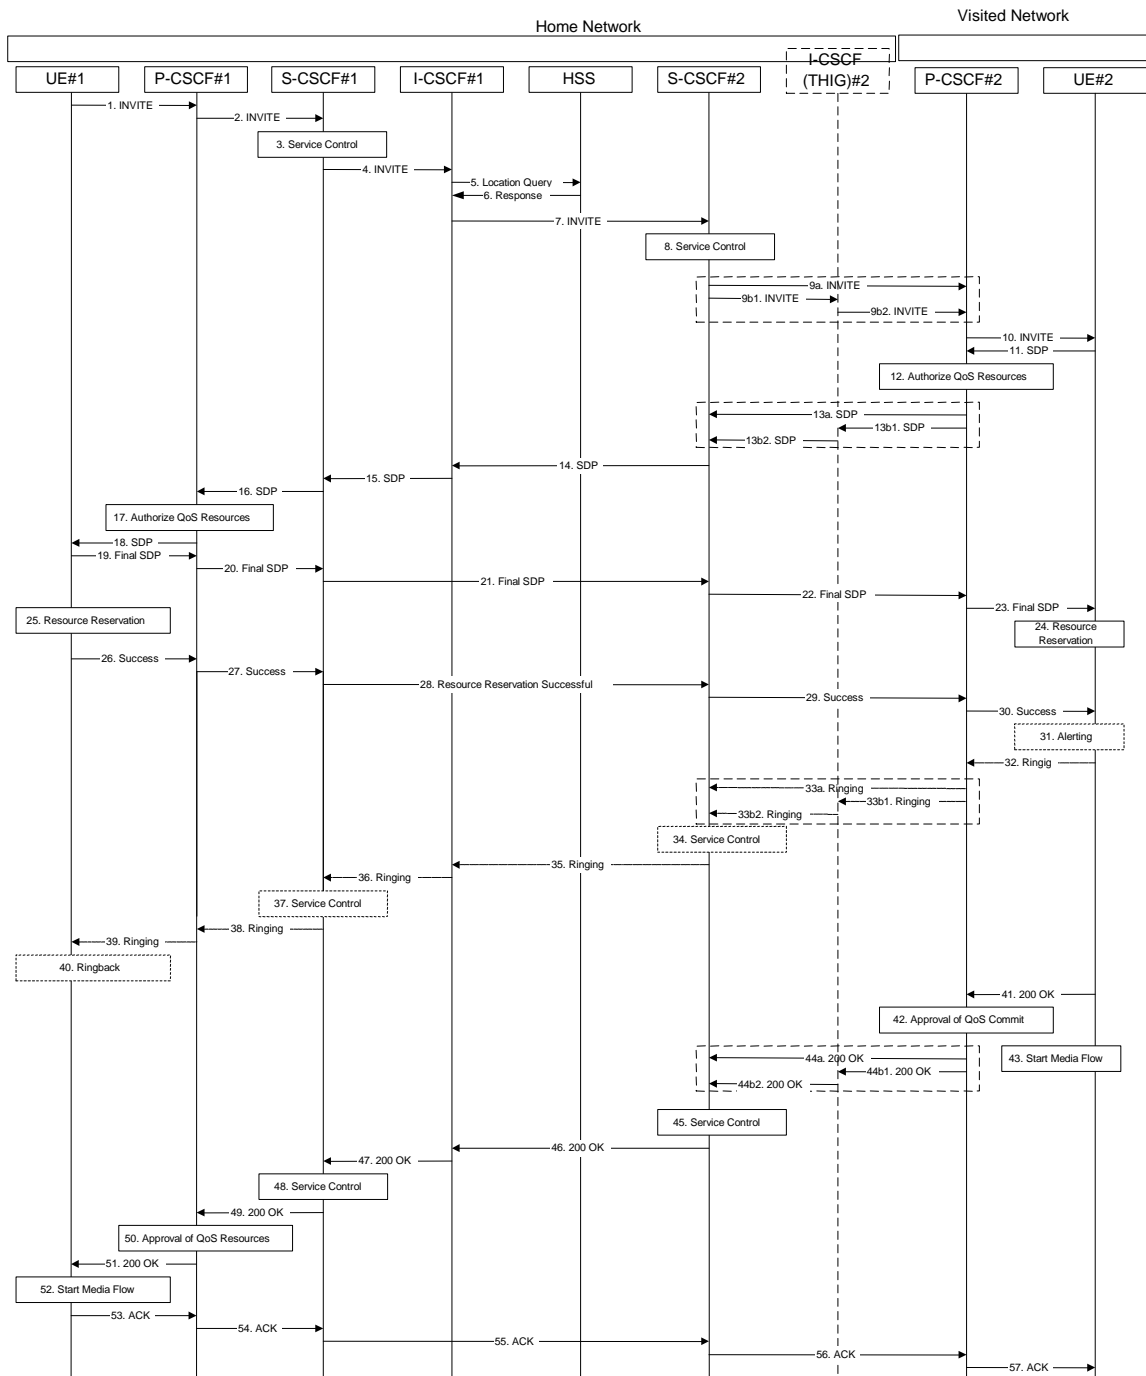 Visited Network
Home Network
UE#1
P-CSCF#1
S-CSCF#1
I-CSCF#1
HSS
S-CSCF#2
I-CSCF
(THIG)#2
P-CSCF#2
UE#2
1. INVITE
2. INVITE
3. Service Control
4. INVITE
5. Location Query
6. Response
7. INVITE
8. Service Control
9a. INVITE
9b1. INVITE
9b2. INVITE
10. INVITE
11. SDP
12. Authorize QoS Resources
13a. SDP
13b1. SDP
13b2. SDP
14. SDP
15. SDP
16. SDP
17. Authorize QoS Resources
18. SDP
19. Final SDP
20. Final SDP
21. Final SDP
22. Final SDP
23. Final SDP
25. Resource Reservation
24. Resource
Reservation
26. Success
27. Success
28. Resource Reservation Successful
29. Success
30. Success
31. Alerting
32. Ringig
33a. Ringing
33b1. Ringing
33b2. Ringing
34. Service Control
35. Ringing
36. Ringing
37. Service Control
38. Ringing
39. Ringing
40. Ringback
41. 200 OK
42. Approval of QoS Commit
44a. 200 OK
43. Start Media Flow
44b1. 200 OK
44b2. 200 OK
45. Service Control
46. 200 OK
47. 200 OK
48. Service Control
49. 200 OK
50. Approval of QoS Resources
51. 200 OK
52. Start Media Flow
53. ACK
54. ACK
55. ACK
56. ACK
57. ACK